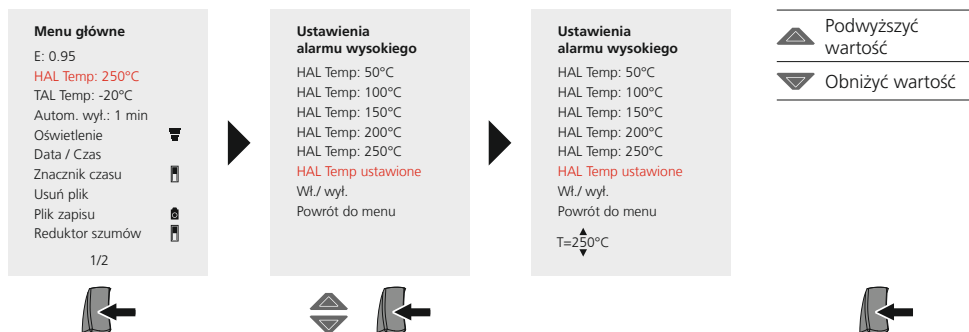 Menu główne
E: 0.95
HAL Temp: 250°C
TAL Temp: -20°C
Autom. wył.: 1 min
Oświetlenie
Data / Czas
Znacznik czasu
Usuń plik
Plik zapisu
Reduktor szumów
1/2
Ustawienia
alarmu wysokiego
HAL Temp: 50°C
HAL Temp: 100°C
HAL Temp: 150°C
HAL Temp: 200°C
HAL Temp: 250°C
HAL Temp ustawione
Wł./ wył.
Powrót do menu
Ustawienia
alarmu wysokiego
HAL Temp: 50°C
HAL Temp: 100°C
HAL Temp: 150°C
HAL Temp: 200°C
HAL Temp: 250°C
HAL Temp ustawione
Wł./ wył.
Powrót do menu
T=250°C
Podwyższyć
wartość
Obniżyć wartość